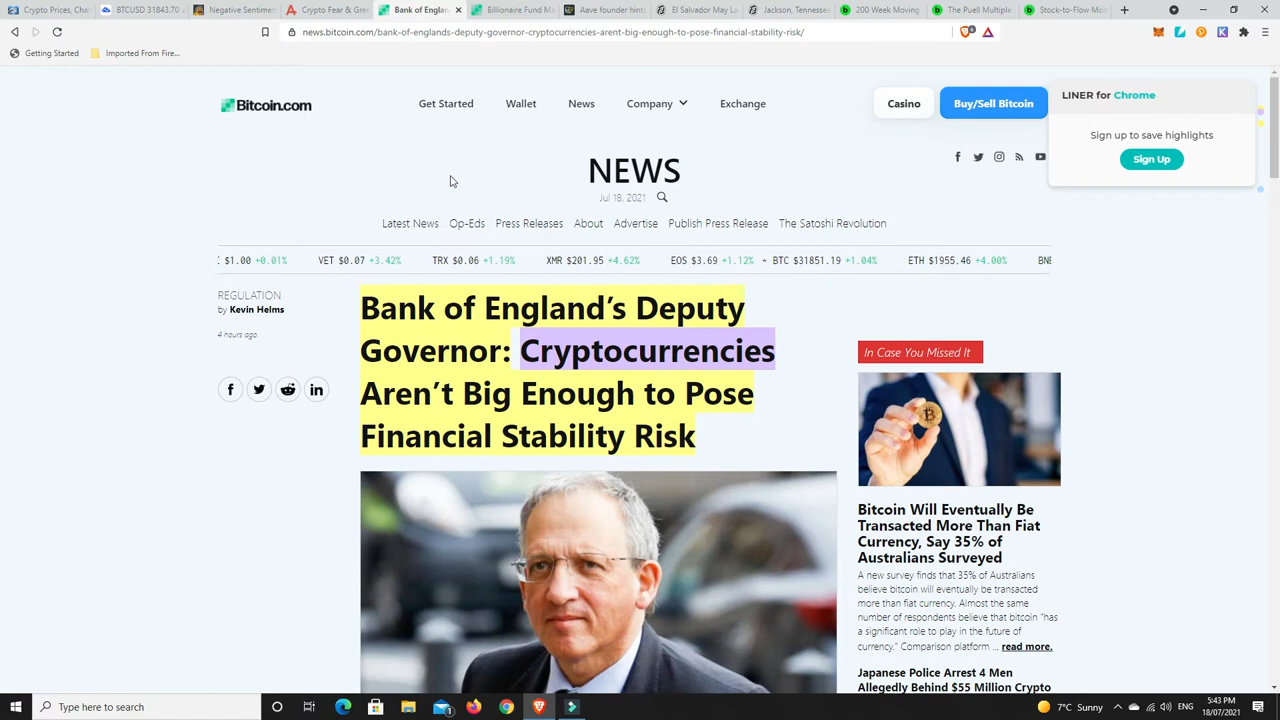 Crypto Prices, Cha
BTCUSD 31843.70
Negative Sentimen
Crypto Fear & Gree
Bank of Englan
Billionaire Fund M
Aave founder hints
El Salvador May La
Jackson, Tennessee
200 Week Moving
The Puell Multiple
Stock-to-Flow Mod
news.bitcoin.com/bank-of-englands-deputy-governor-cryptocurrencies-arent-big-enough-to-pose-financial-stability-risk/
Getting Started
Imported From Fire...
Bitcoin.com
Get Started
Wallet
News
Company
Exchange
Casino
Buy/Sell Bitcoin
LINER for Chrome
Sign up to save highlights
Sign Up
NEWS
Jul 18, 2021
Latest News Op-Eds Press Releases About Advertise Publish Press Release The Satoshi Revolution
$1.00 +0.01% VET $0.07 +3.42% TRX $0.06 +1.19% XMR $201.95 +4.62% EOS $3.69 +1.12% BTC $31851.19 +1.04% ETH $1955.46 +4.00% BNB
REGULATION
by Kevin Helms
4 hours ago
Bank of England's Deputy
Governor: Cryptocurrencies
Aren't Big Enough to Pose
Financial Stability Risk
In Case You Missed It
Bitcoin Will Eventually Be
Transacted More Than Fiat
Currency, Say 35% of
Australians Surveyed
A new survey finds that 35% of Australians
believe bitcoin will eventually be transacted
more than fiat currency. Almost the same
number of respondents believe that bitcoin "has
a significant role to play in the future of
currency." Comparison platform ... read more.
Japanese Police Arrest 4 Men
Allegedly Behind $55 Million Crypto
Type here to search
7°C Sunny
ENG
5:43 PM
18/07/2021